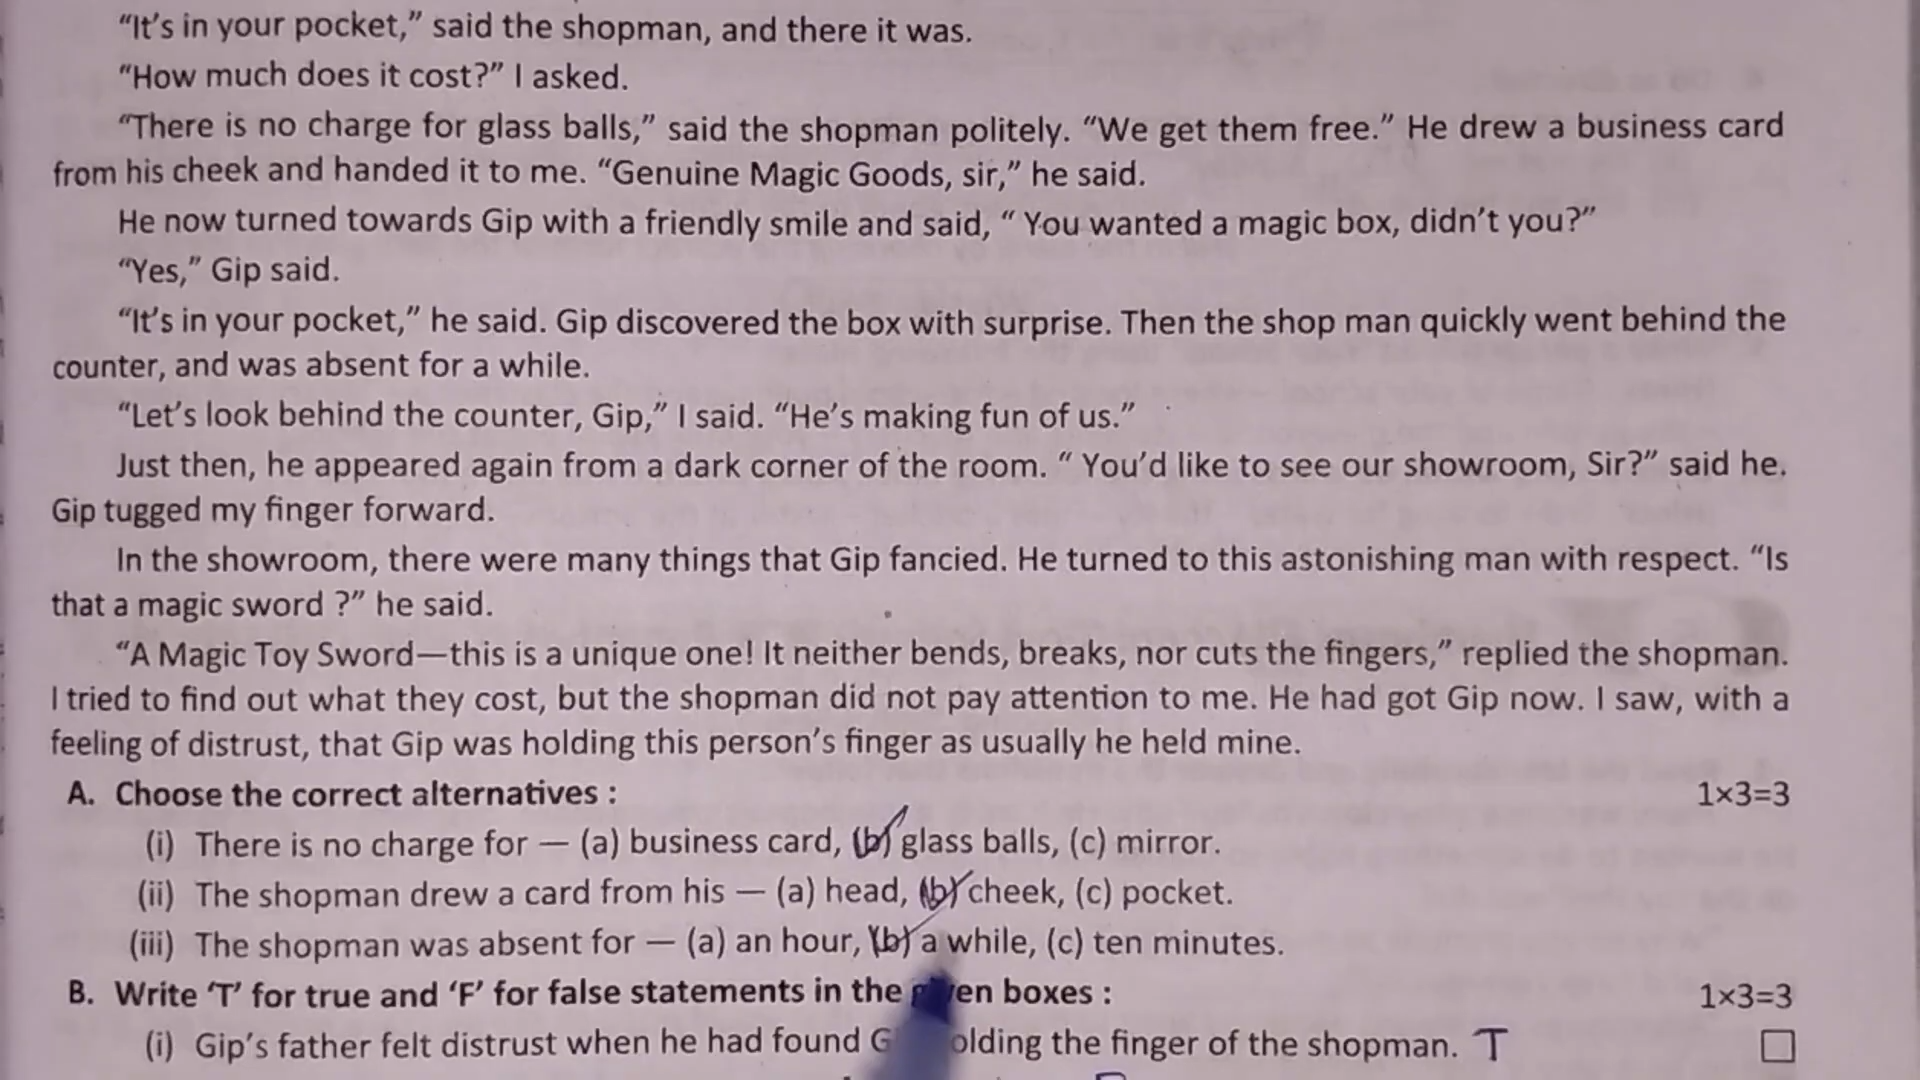 “It’s in your pocket,” said the shopman, and there it was.
“How much does it cost?” I asked.
“There is no charge for glass balls,” said the shopman politely. “We get them free.” He drew a business card
from his cheek and handed it to me. “Genuine Magic Goods, sir,” he said.
He now turned towards Gip with a friendly smile and said, “ You wanted a magic box, didn’t you?”
“Yes,” Gip said.
“It’s in your pocket,” he said. Gip discovered the box with surprise. Then the shop man quickly went behind the
counter, and was absent for a while.
“Let’s look behind the counter, Gip,” I said. “He’s making fun of us.”
Just then, he appeared again from a dark corner of the room. “ You’d like to see our showroom, Sir?” said he.
Gip tugged my finger forward.
In the showroom, there were many things that Gip fancied. He turned to this astonishing man with respect. “Is
that a magic sword ?” he said.
“A Magic Toy Sword—this is a unique one! It neither bends, breaks, nor cuts the fingers,” replied the shopman.
I tried to find out what they cost, but the shopman did not pay attention to me. He had got Gip now. I saw, with a
feeling of distrust, that Gip was holding this person’s finger as usually he held mine.
A. Choose the correct alternatives : 1×3=3
(i) There is no charge for — (a) business card, (b) glass balls, (c) mirror.
(ii) The shopman drew a card from his — (a) head, (b) cheek, (c) pocket.
(iii) The shopman was absent for — (a) an hour, (b) a while, (c) ten minutes.
B. Write ‘T’ for true and ‘F’ for false statements in the boxes : 1×3=3
(i) Gip’s father felt distrust when he had found the finger of the shopman. T